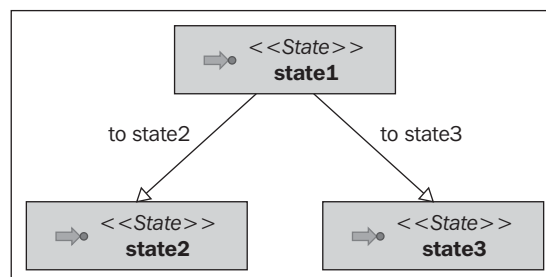 <<State>>
state1
to state2
to state3
<<State>>
state2
<<State>>
state3